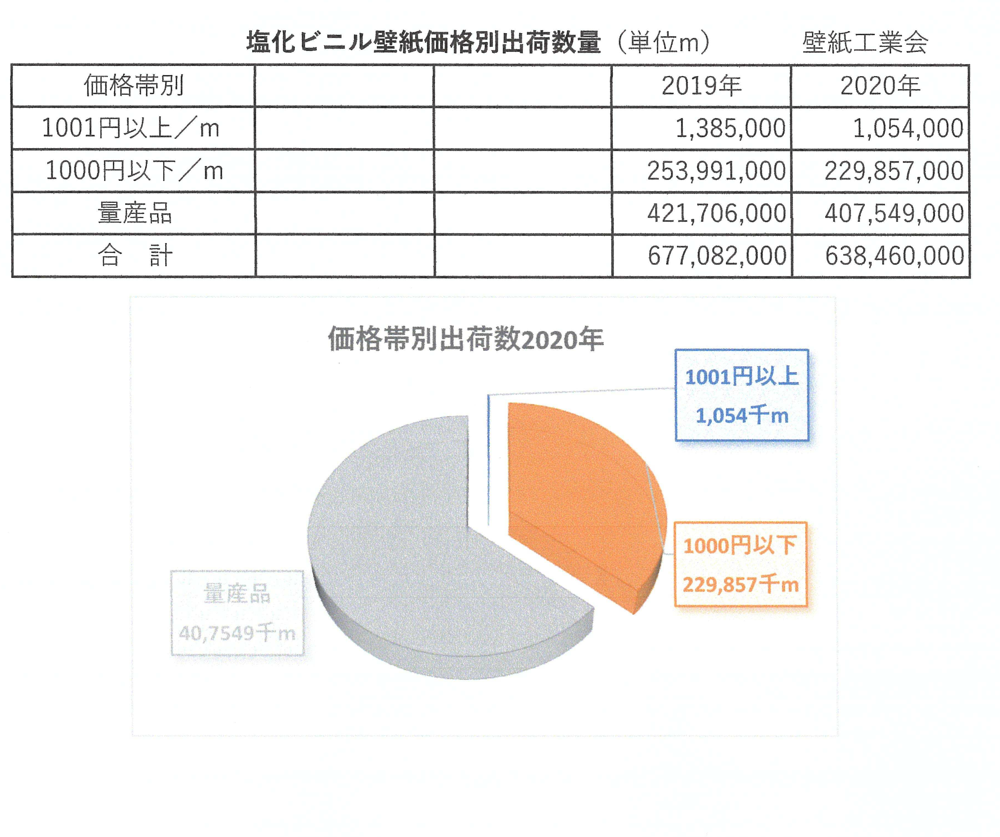 塩化ビニル壁紙価格別出荷数量（単位m） 壁紙工業会
価格帯別 2019年 2020年
1001円以上／m 1,385,000 1,054,000
1000円以下／m 253,991,000 229,857,000
量産品 421,706,000 407,549,000
合　計 677,082,000 638,460,000
価格帯別出荷数2020年
1001円以上
1,054千m
1000円以下
229,857千m
量産品
40,7549千m